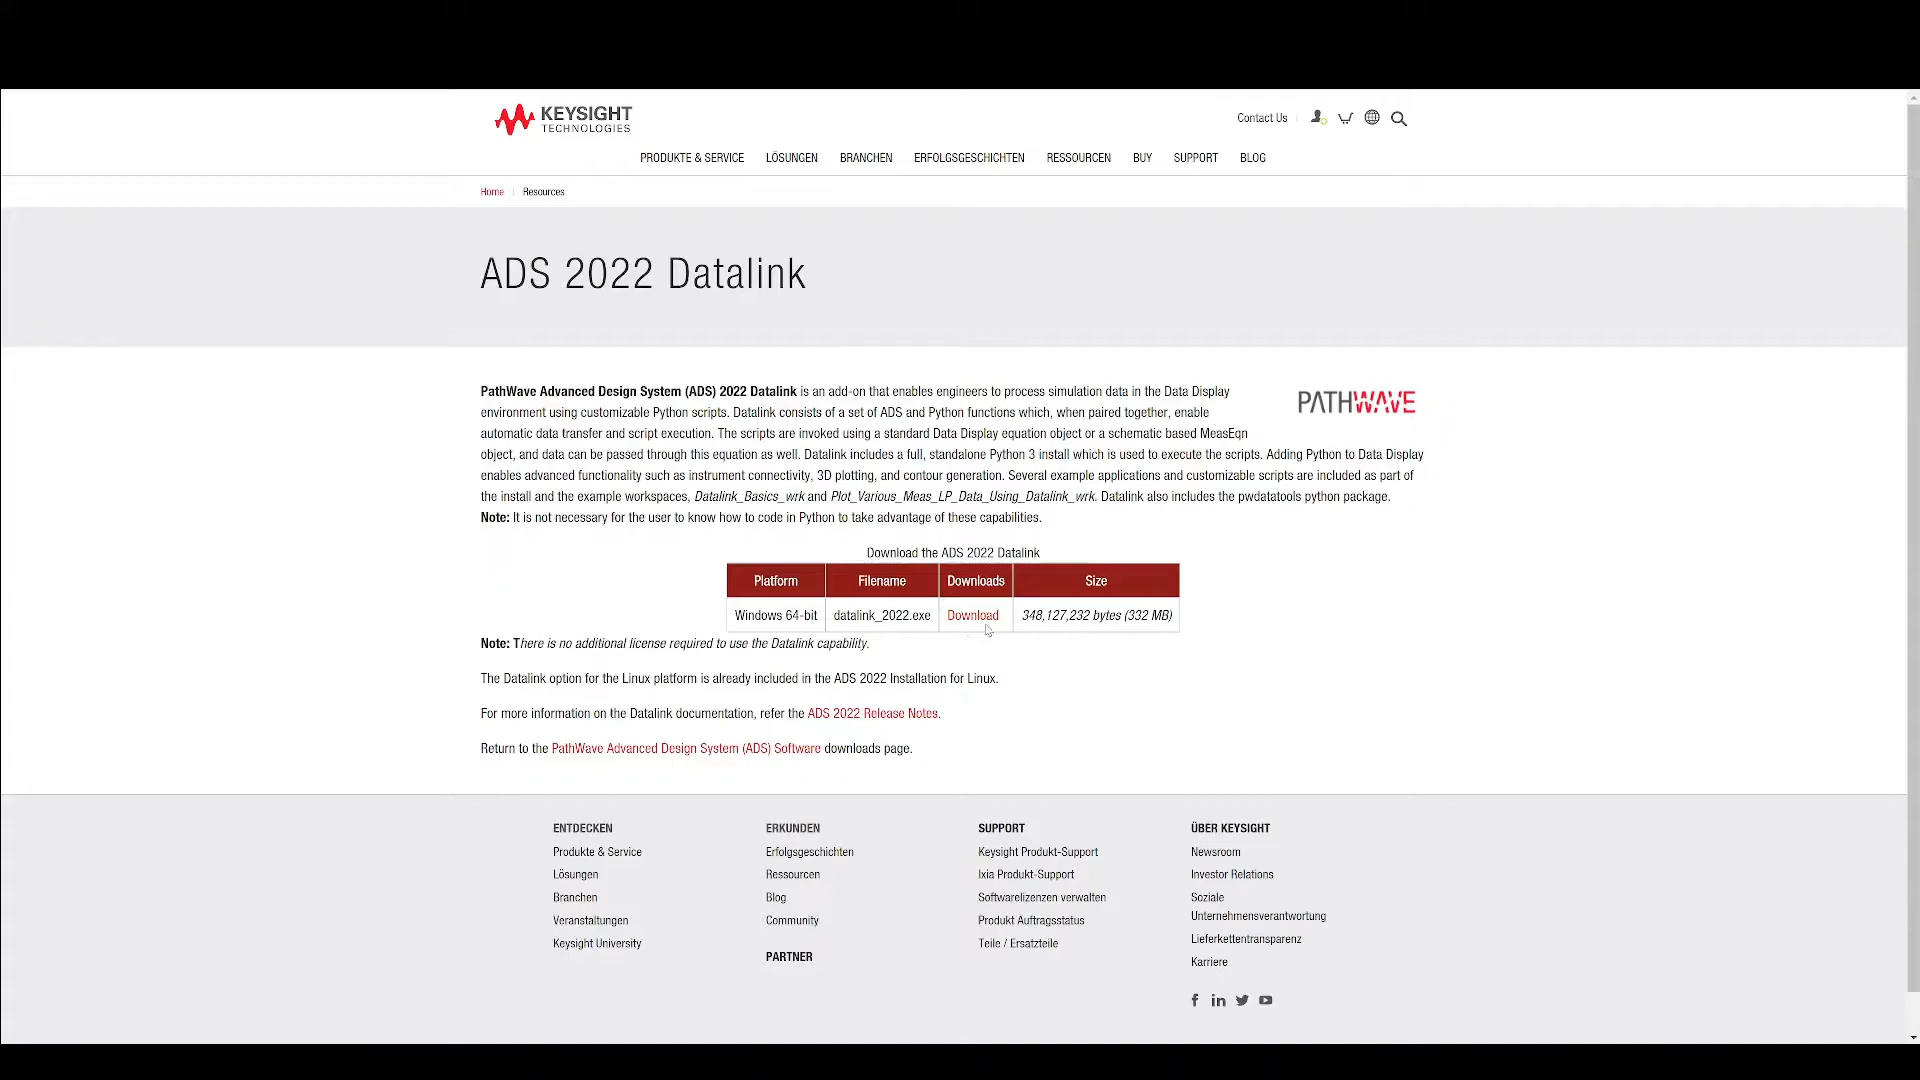 KEYSIGHT
TECHNOLOGIES
Contact Us
PRODUKTE & SERVICE LÖSUNGEN BRANCHEN ERFOLGSGESCHICHTEN RESSOURCEN BUY SUPPORT BLOG
Home Resources
ADS 2022 Datalink
PATHWAVE
PathWave Advanced Design System (ADS) 2022 Datalink is an add-on that enables engineers to process simulation data in the Data Display
environment using customizable Python scripts. Datalink consists of a set of ADS and Python functions which, when paired together, enable
automatic data transfer and script execution. The scripts are invoked using a standard Data Display equation object or a schematic based MeasEqn
object, and data can be passed through this equation as well. Datalink includes a full, standalone Python 3 install which is used to execute the scripts. Adding Python to Data Display
enables advanced functionality such as instrument connectivity, 3D plotting, and contour generation. Several example applications and customizable scripts are included as part of
the install and the example workspaces, Datalink_Basics_wrk and Plot_Various_Meas_LP_Data_Using_Datalink_wrk. Datalink also includes the pwdatatools python package.
Note: It is not necessary for the user to know how to code in Python to take advantage of these capabilities.
Download the ADS 2022 Datalink
Platform Filename Downloads Size
Windows 64-bit datalink_2022.exe Download 348,127,232 bytes (332 MB)
Note: There is no additional license required to use the Datalink capability.
The Datalink option for the Linux platform is already included in the ADS 2022 Installation for Linux.
For more information on the Datalink documentation, refer the ADS 2022 Release Notes.
Return to the PathWave Advanced Design System (ADS) Software downloads page.
ENTDECKEN
Produkte & Service
Lösungen
Branchen
Veranstaltungen
Keysight University
ERKUNDEN
Erfolgsgeschichten
Ressourcen
Blog
Community
PARTNER
SUPPORT
Keysight Produkt-Support
Ixia Produkt-Support
Softwarelizenzen verwalten
Produkt Auftragsstatus
Teile / Ersatzteile
ÜBER KEYSIGHT
Newsroom
Investor Relations
Soziale
Unternehmensverantwortung
Lieferkettentransparenz
Karriere